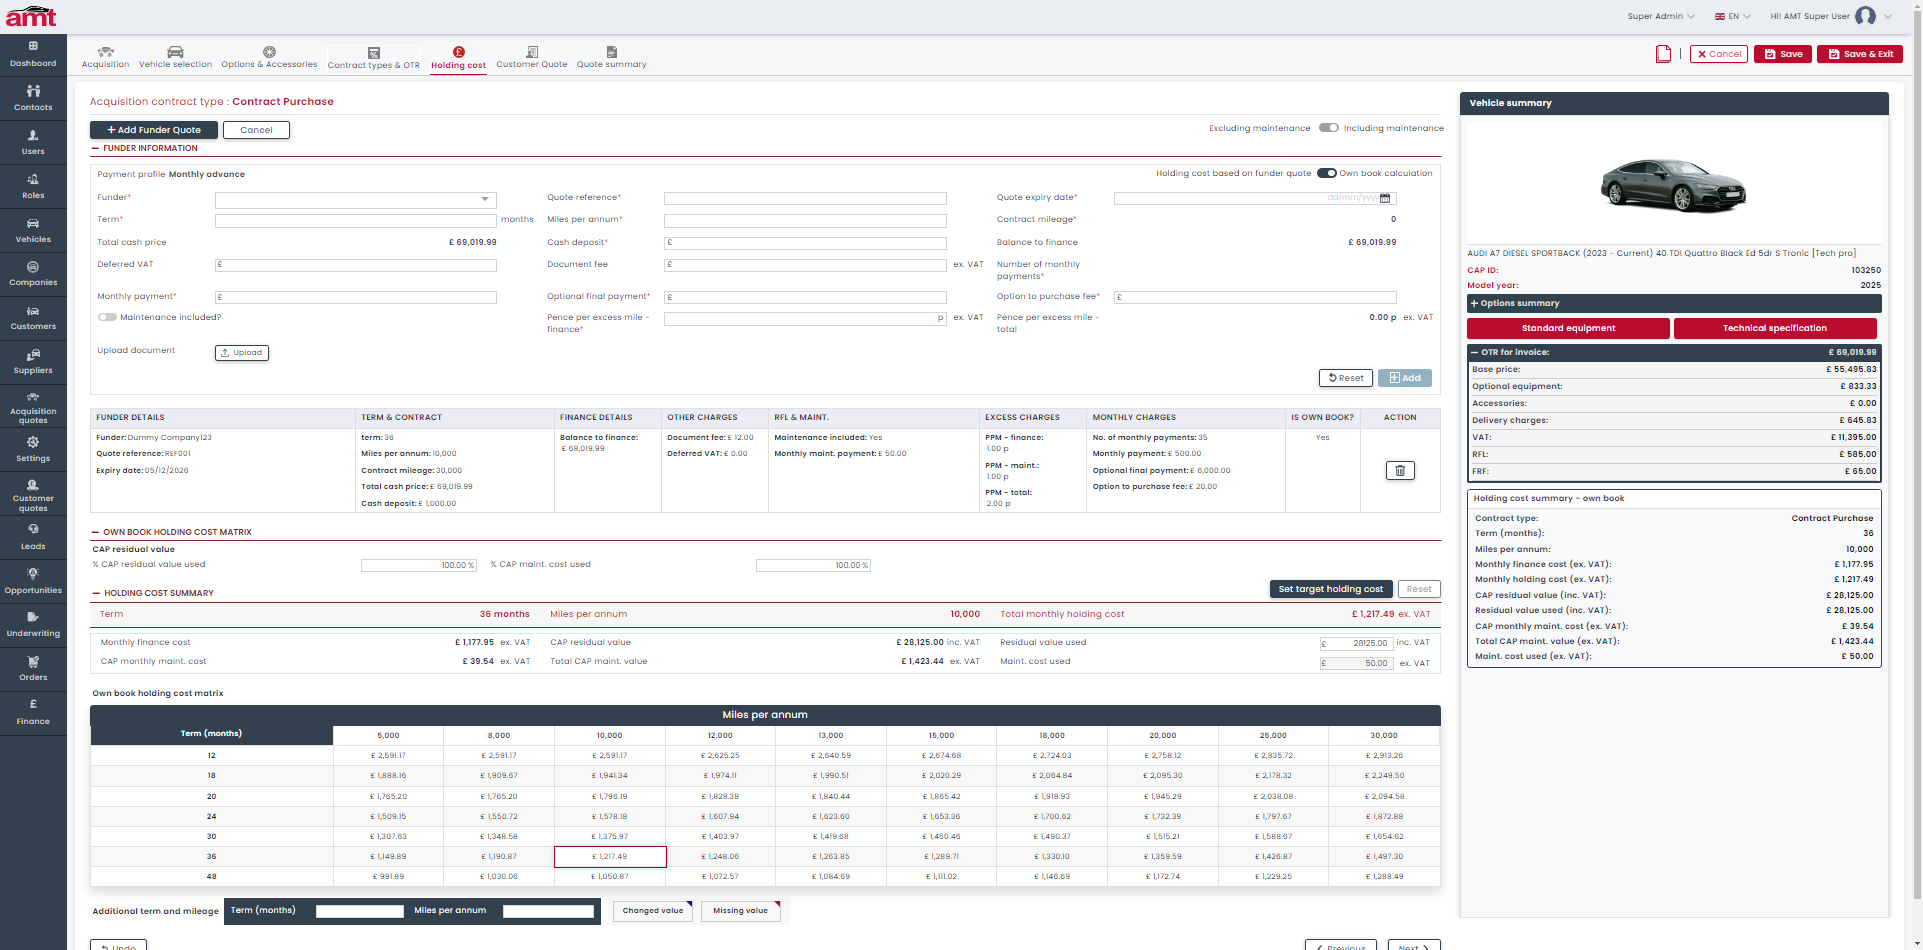 amt
Super Admin
EN
Hi! AMT Super User
Dashboard
Contacts
Users
Roles
Vehicles
Companies
Customers
Suppliers
Acquisition quotes
Settings
Customer quotes
Leads
Opportunities
Underwriting
Orders
Finance
Acquisition
Vehicle selection
Options & Accessories
Contract types & OTR
Holding cost
Customer Quote
Quote summary
Cancel
Save
Save & Exit
Acquisition contract type : Contract Purchase
+ Add Funder Quote
Cancel
Excluding maintenance
Including maintenance
FUNDER INFORMATION
Payment profile Monthly advance
Holding cost based on funder quote
Own book calculation
Funder*
Quote reference*
Quote expiry date*
dd/mm/yyyy
Term*
months
Miles per annum*
Contract mileage*
0
Total cash price
£ 69,019.99
Cash deposit*
£
Balance to finance
£ 69,019.99
Deferred VAT
£
Document fee
£
ex. VAT
Number of monthly payments*
Monthly payment*
£
Optional final payment*
£
Option to purchase fee*
£
Maintenance included?
Pence per excess mile - finance*
p
ex. VAT
Pence per excess mile - total
0.00 p ex. VAT
Upload document
Upload
Reset
Add
FUNDER DETAILS
TERM & CONTRACT
FINANCE DETAILS
OTHER CHARGES
RFL & MAINT.
EXCESS CHARGES
MONTHLY CHARGES
IS OWN BOOK?
ACTION
Funder: Dummy Company123
Quote reference: REF001
Expiry date: 05/12/2026
term: 36
Miles per annum: 10,000
Contract mileage: 30,000
Total cash price: £ 69,019.99
Cash deposit: £ 1,000.00
Balance to finance:
£ 68,019.99
Document fee: £ 12.00
Deferred VAT: £ 0.00
Maintenance included: Yes
Monthly maint. payment: £ 50.00
PPM - finance:
1.00 p
PPM - maint.:
1.00 p
PPM - total:
2.00 p
No. of monthly payments: 35
Monthly payment: £ 500.00
Optional final payment: £ 6,000.00
Option to purchase fee: £ 20.00
Yes
OWN BOOK HOLDING COST MATRIX
CAP residual value
% CAP residual value used
100.00 %
% CAP maint. cost used
100.00 %
HOLDING COST SUMMARY
Set target holding cost
Reset
Term
36 months
Miles per annum
10,000
Total monthly holding cost
£ 1,217.49 ex. VAT
Monthly finance cost
£ 1,177.95 ex. VAT
CAP residual value
£ 28,125.00 inc. VAT
Residual value used
£ 28125.00 inc. VAT
CAP monthly maint. cost
£ 39.54 ex. VAT
Total CAP maint. value
£ 1,423.44 ex. VAT
Maint. cost used
£ 50.00 ex. VAT
Own book holding cost matrix
Miles per annum
Term (months) 5,000 8,000 10,000 12,000 13,000 15,000 18,000 20,000 25,000 30,000
12 £ 2,591.17 £ 2,591.17 £ 2,591.17 £ 2,625.25 £ 2,640.59 £ 2,674.68 £ 2,724.03 £ 2,758.12 £ 2,835.72 £ 2,913.26
18 £ 1,888.16 £ 1,909.67 £ 1,941.34 £ 1,974.11 £ 1,990.51 £ 2,020.29 £ 2,064.84 £ 2,095.30 £ 2,178.32 £ 2,249.50
20 £ 1,765.20 £ 1,765.20 £ 1,796.19 £ 1,828.38 £ 1,840.44 £ 1,865.42 £ 1,918.93 £ 1,945.29 £ 2,038.08 £ 2,094.58
24 £ 1,509.15 £ 1,550.72 £ 1,578.18 £ 1,607.94 £ 1,623.60 £ 1,653.36 £ 1,700.62 £ 1,732.39 £ 1,797.67 £ 1,872.88
30 £ 1,307.63 £ 1,348.58 £ 1,375.97 £ 1,403.97 £ 1,419.68 £ 1,450.46 £ 1,490.37 £ 1,515.21 £ 1,588.67 £ 1,654.62
36 £ 1,149.89 £ 1,190.87 £ 1,217.49 £ 1,248.06 £ 1,263.85 £ 1,289.71 £ 1,330.10 £ 1,359.59 £ 1,426.87 £ 1,497.30
48 £ 991.89 £ 1,030.06 £ 1,050.87 £ 1,072.57 £ 1,084.69 £ 1,111.02 £ 1,146.69 £ 1,172.74 £ 1,229.25 £ 1,288.49
Additional term and mileage
Term (months)
Miles per annum
Changed value
Missing value
Undo
Previous
Next
Vehicle summary
AUDI A7 DIESEL SPORTBACK (2023 - Current) 40 TDI Quattro Black Ed 5dr S Tronic [Tech pro]
CAP ID: 103250
Model year: 2025
+ Options summary
Standard equipment
Technical specification
OTR for invoice: £ 69,019.99
Base price: £ 55,495.83
Optional equipment: £ 833.33
Accessories: £ 0.00
Delivery charges: £ 645.83
VAT: £ 11,395.00
RFL: £ 585.00
FRF: £ 65.00
Holding cost summary - own book
Contract type: Contract Purchase
Term (months): 36
Miles per annum: 10,000
Monthly finance cost (ex. VAT): £ 1,177.95
Monthly holding cost (ex. VAT): £ 1,217.49
CAP residual value (inc. VAT): £ 28,125.00
Residual value used (inc. VAT): £ 28,125.00
CAP monthly maint. cost (ex. VAT): £ 39.54
Total CAP maint. value (ex. VAT): £ 1,423.44
Maint. cost used (ex. VAT): £ 50.00